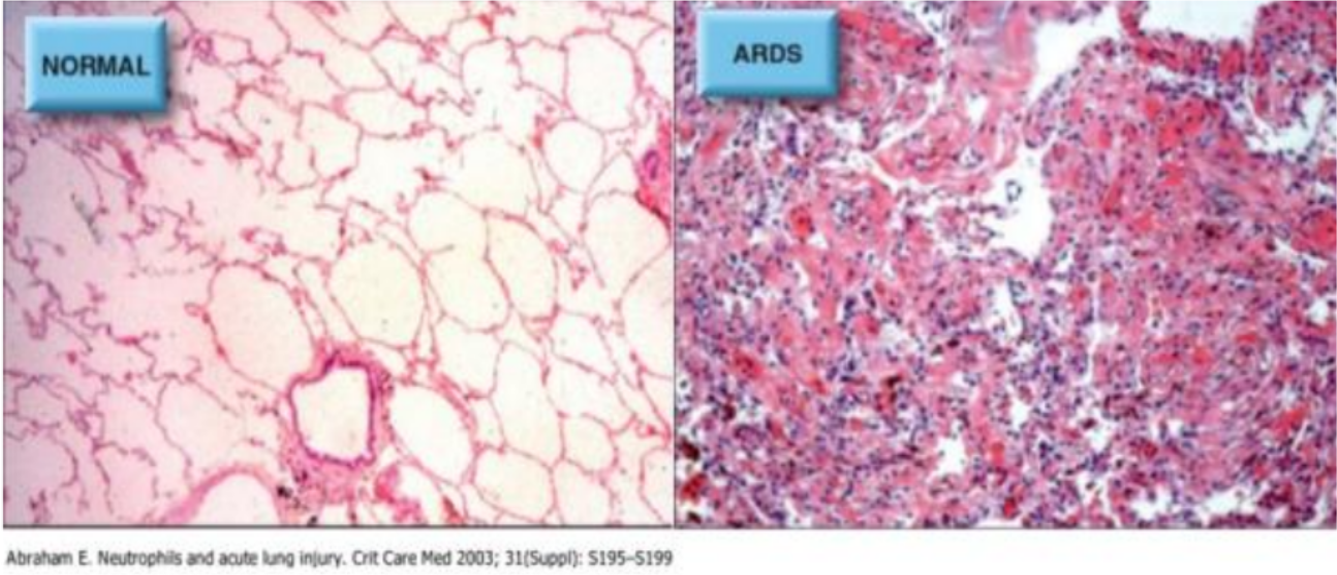 NORMAL
ARDS
Abraham E. Neutrophils and acute lung injury. Crit Care Med 2003; 31(Suppl): S195–S199